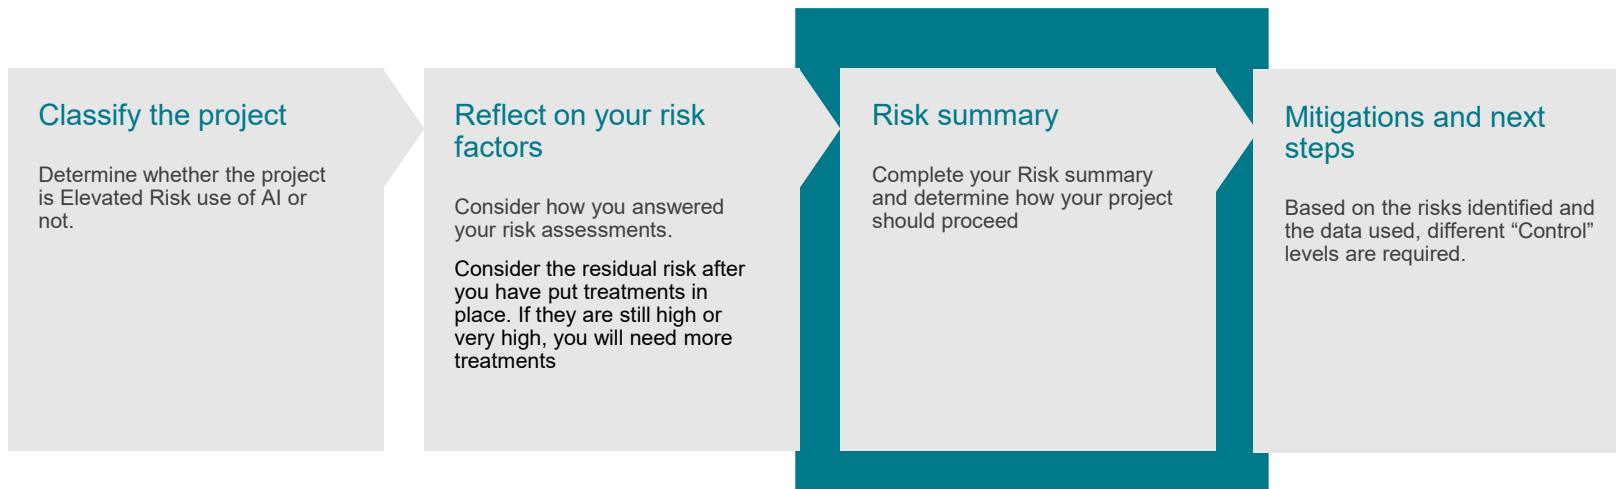 Classify the project
Determine whether the project
is Elevated Risk use of AI or
not.
Reflect on your risk
factors
Consider how you answered
your risk assessments.
Consider the residual risk after
you have put treatments in
place. If they are still high or
very high, you will need more
treatments
Risk summary
Complete your Risk summary
and determine how your project
should proceed
Mitigations and next
steps
Based on the risks identified and
the data used, different “Control”
levels are required.